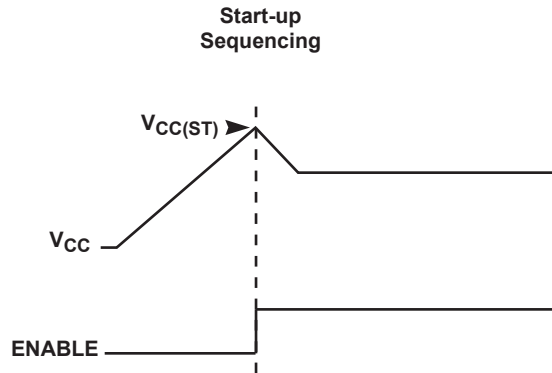 Start-up
Sequencing
VCC(ST)
VCC
ENABLE